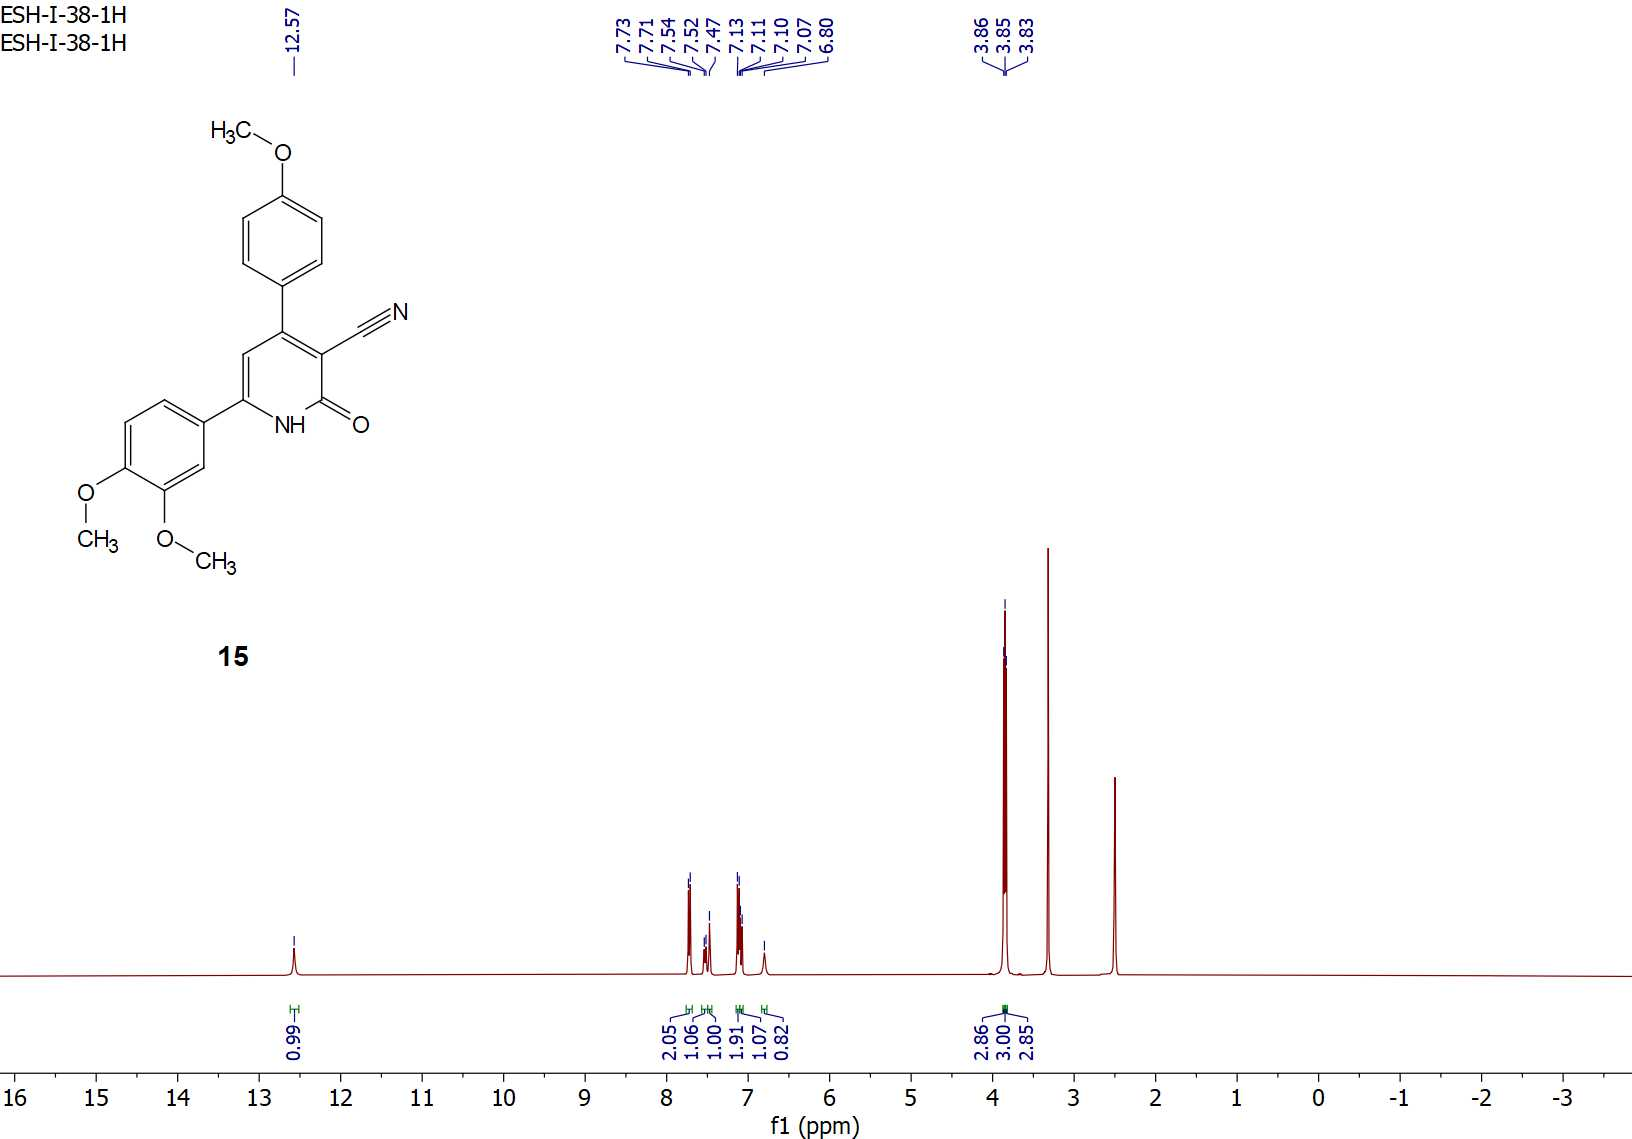 ESH-I-38-1H
ESH-I-38-1H
12.57
7.73
7.71
7.54
7.52
7.47
7.13
7.11
7.10
7.07
6.80
3.86
3.85
3.83
H3C
O
N
NH
O
O
CH3
O
CH3
15
0.99
2.05
1.06
1.00
1.91
1.07
0.82
2.86
3.00
2.85
16 15 14 13 12 11 10 9 8 7 6 5 4 3 2 1 0 -1 -2 -3
f1 (ppm)